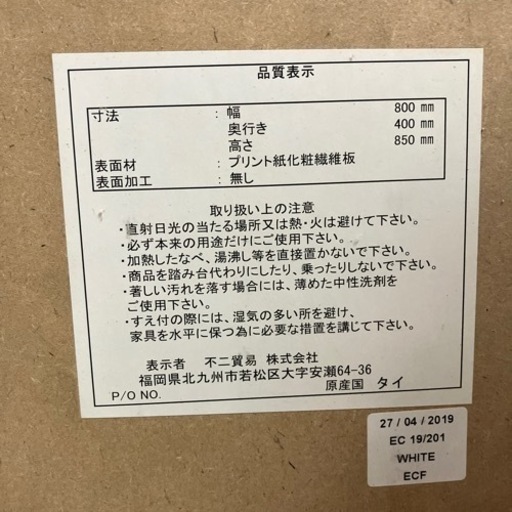 品質表示
寸法 : 幅 800 mm
奥行き 400 mm
高さ 850 mm
表面材 : プリント紙化粧繊維板
表面加工 : 無し
取り扱い上の注意
・直射日光の当たる場所又は熱・火は避けて下さい。
・必ず本来の用途だけにご使用下さい。
・加熱したなべ、湯沸し等を直接置かないで下さい。
・商品を踏み台代わりにしたり、乗ったりしないで下さい。
・著しい汚れを落す場合には、薄めた中性洗剤を
ご使用下さい。
・すえ付の際には、湿気の多い所を避け、
家具を水平に保つ為に必要な措置を講じて下さい。
表示者 不二貿易 株式会社
福岡県北九州市若松区大字安瀬64-36
P/O NO. 原産国 タイ
27 / 04 / 2019
EC 19/201
WHITE
ECF